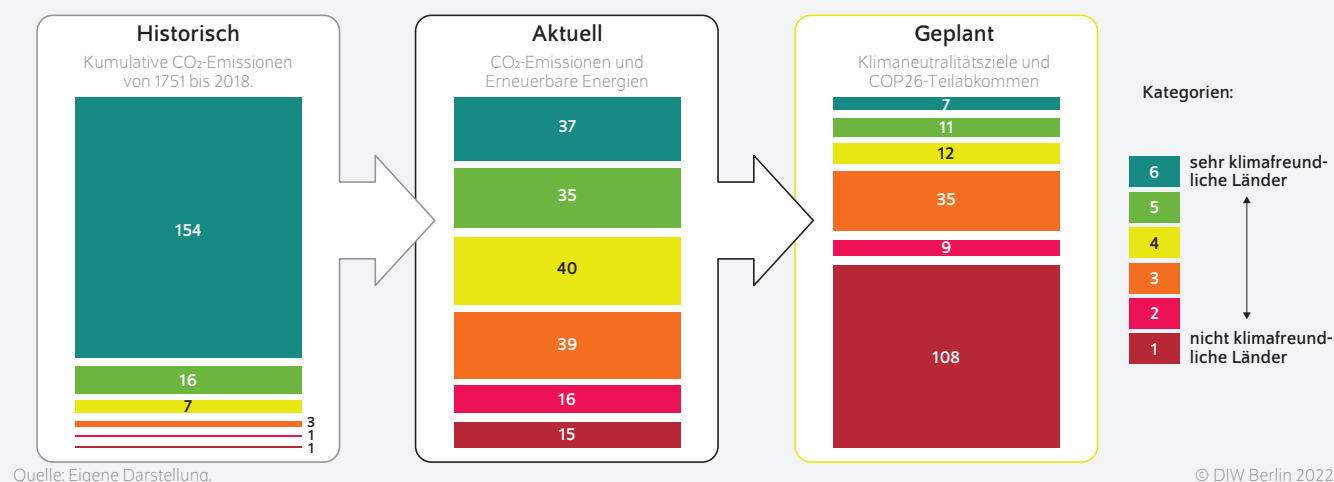 Historisch
Kumulative CO₂-Emissionen
von 1751 bis 2018.
154
16
7
3
1
1
Aktuell
CO₂-Emissionen und
Erneuerbare Energien
37
35
40
39
16
15
Geplant
Klimaneutralitätsziele und
COP26-Teilabkommen
7
11
12
35
9
108
Kategorien:
6
sehr klimafreund-
liche Länder
5
4
3
2
1
nicht klimafreund-
liche Länder
Quelle: Eigene Darstellung.
© DIW Berlin 2022